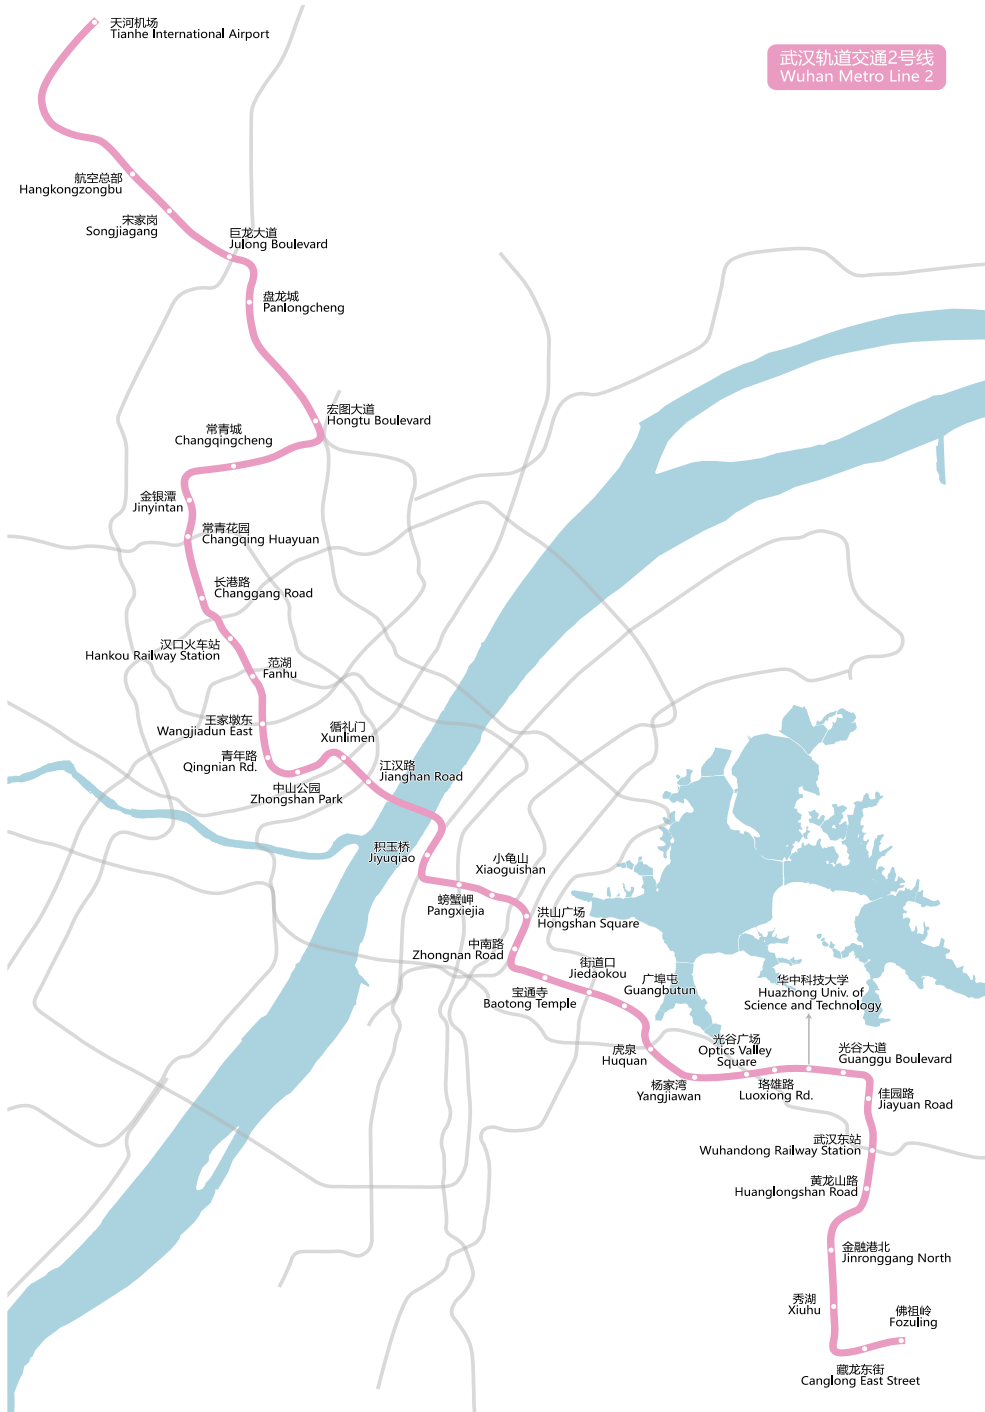 天河机场
Tianhe International Airport
武汉轨道交通2号线
Wuhan Metro Line 2
航空总部
Hangkongzongbu
宋家岗
Songjiagang
巨龙大道
Julong Boulevard
盘龙城
Panlongcheng
宏图大道
Hongtu Boulevard
常青城
Changqingcheng
金银潭
Jinyintan
常青花园
Changqing Huayuan
长港路
Changgang Road
汉口火车站
Hankou Railway Station
范湖
Fanhu
王家墩东
Wangjiadun East
青年路
Qingnian Rd.
中山公园
Zhongshan Park
循礼门
Xunlimen
江汉路
Jianghan Road
积玉桥
Jiyuqiao
螃蟹岬
Pangxiejia
小龟山
Xiaoguishan
洪山广场
Hongshan Square
中南路
Zhongnan Road
宝通寺
Baotong Temple
街道口
Jiedaokou
广埠屯
Guangbutun
虎泉
Huquan
杨家湾
Yangjiawan
光谷广场
Optics Valley
Square
珞雄路
Luoxiong Rd.
华中科技大学
Huazhong Univ. of
Science and Technology
光谷大道
Guanggu Boulevard
佳园路
Jiayuan Road
武汉东站
Wuhandong Railway Station
黄龙山路
Huanglongshan Road
金融港北
Jinronggang North
秀湖
Xiuhu
藏龙东街
Canglong East Street
佛祖岭
Fozuling